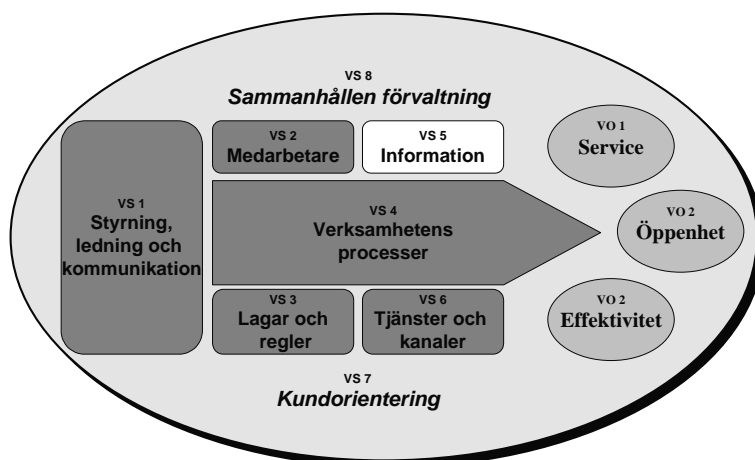 VS 8
Sammanhållen förvaltning
VS 1
Styrning,
ledning och
kommunikation
VS 2
Medarbetare
VS 5
Information
VS 4
Verksamhetens
processer
VS 3
Lagar och
regler
VS 6
Tjänster och
kanaler
VO 1
Service
VO 2
Öppenhet
VO 2
Effektivitet
VS 7
Kundorientering